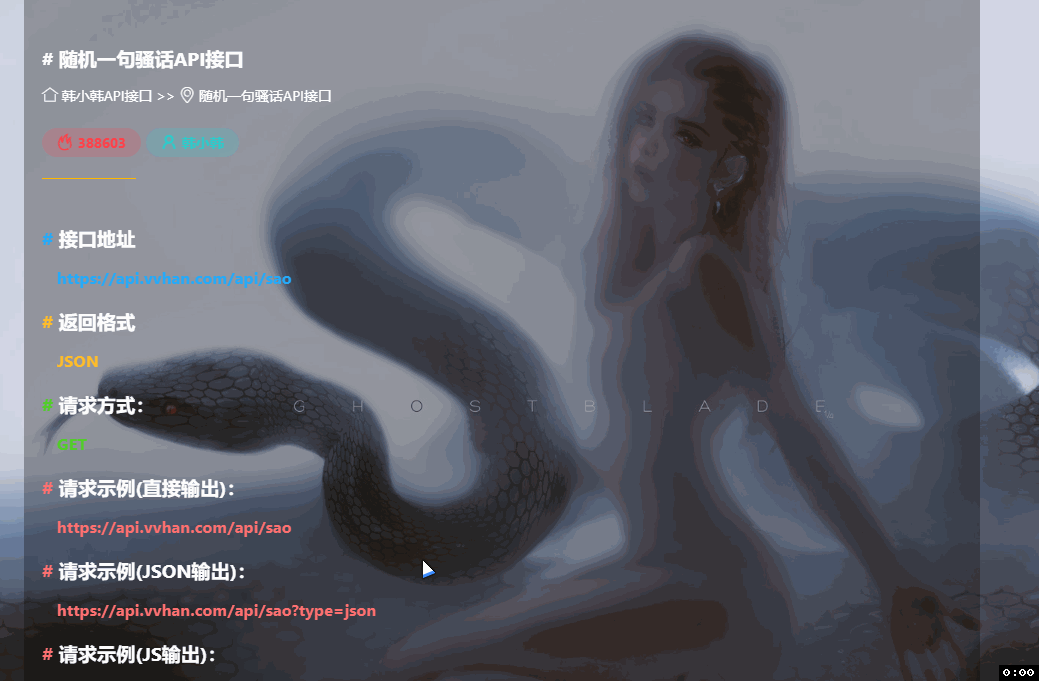 # 随机一句骚话API接口
韩小韩API接口 >> 随机一句骚话API接口
388603 韩小韩
# 接口地址
https://api.vvhan.com/api/sao
# 返回格式
JSON
# 请求方式：
GET
GHOSTBLADE
# 请求示例(直接输出)：
https://api.vvhan.com/api/sao
# 请求示例(JSON输出)：
https://api.vvhan.com/api/sao?type=json
# 请求示例(JS输出)：
0:00